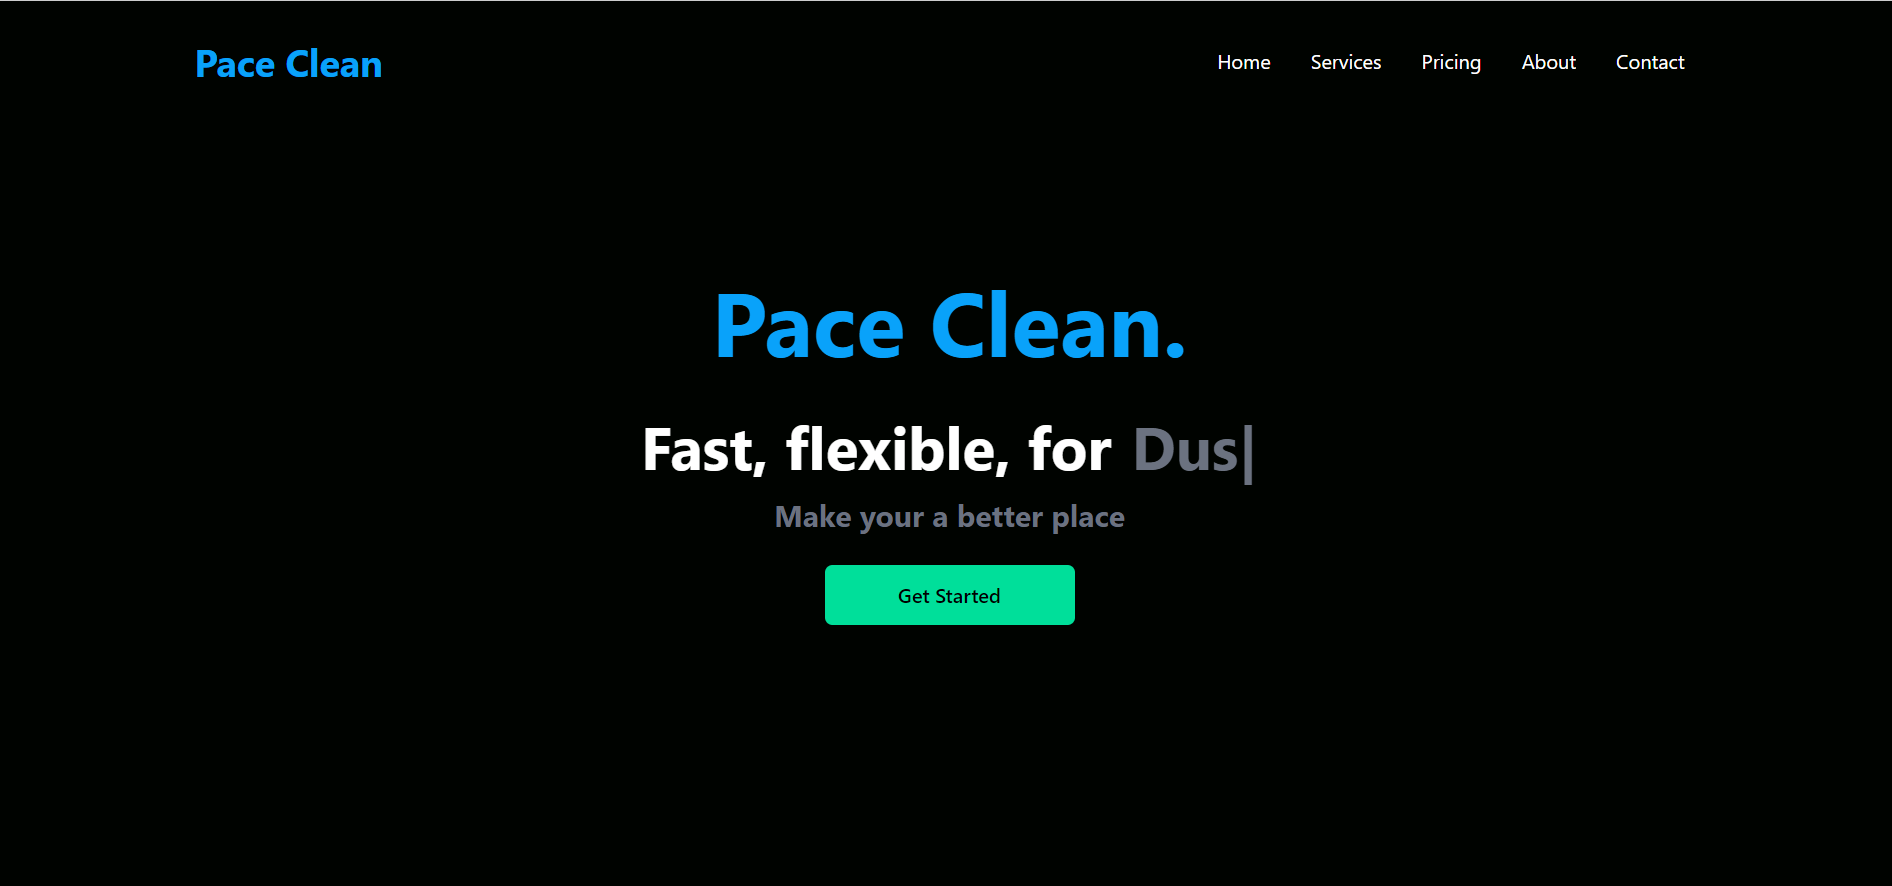 Pace Clean
Home Services Pricing About Contact
Pace Clean.
Fast, flexible, for Dus|
Make your a better place
Get Started